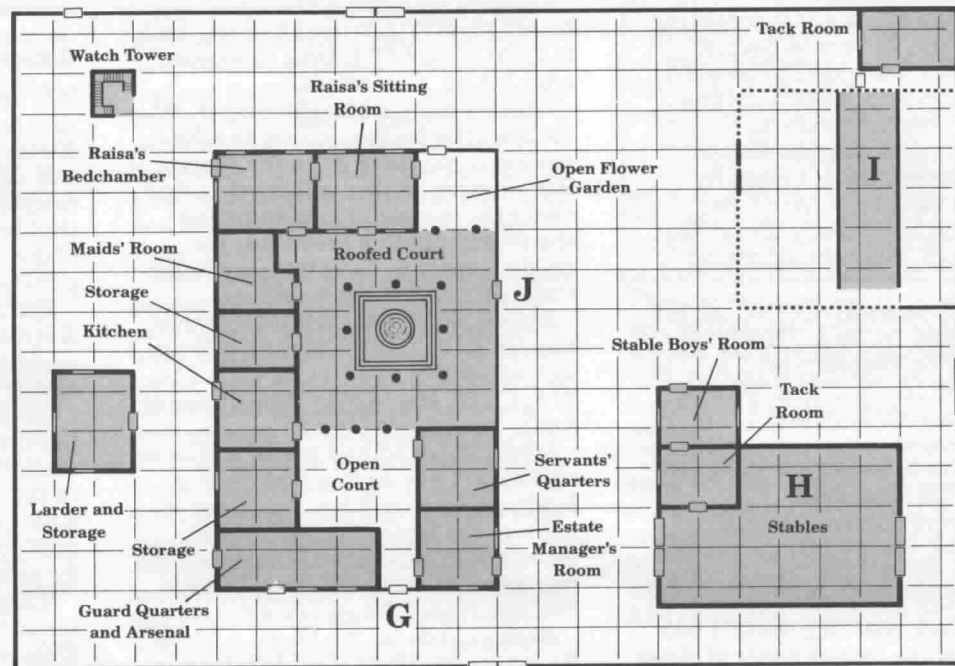 Tack Room
Watch Tower
Raisa's Sitting
Room
Raisa's
Bedchamber
Open Flower
Garden
I
Maids' Room
Roofed Court
Storage
J
Kitchen
Stable Boys' Room
Tack
Room
Open
Court
Servants'
Quarters
H
Larder and
Storage
Storage
Estate
Manager's
Room
Stables
Guard Quarters
and Arsenal
G